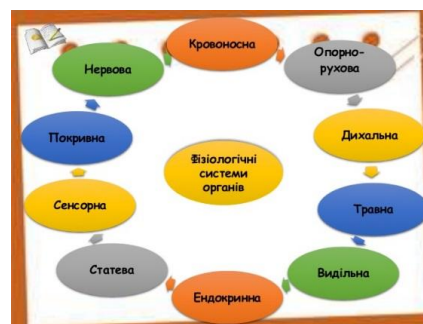 Кровоносна
Опорно-
рухова
Нервова
Дихальна
Покривна
Фізіологічні
системи
органів
Сенсорна
Травна
Статева
Видільна
Ендокринна